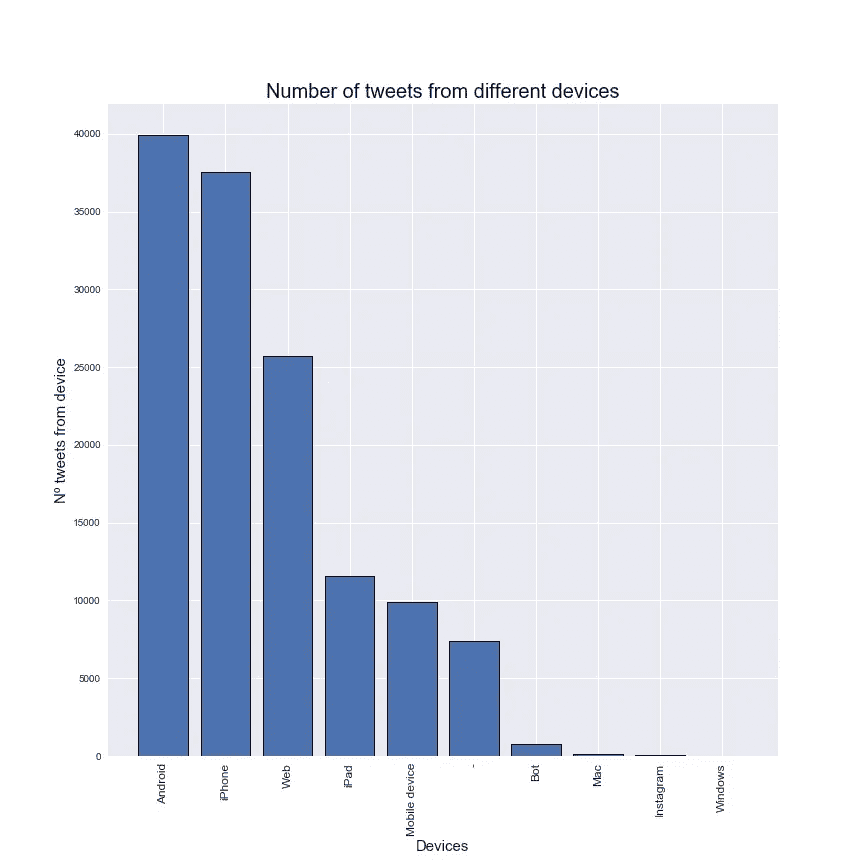 Number of tweets from different devices
40000
35000
30000
25000
20000
15000
10000
5000
0
Nº tweets from device
Android
iPhone
Web
iPad
Mobile device
-
Bot
Mac
Instagram
Windows
Devices